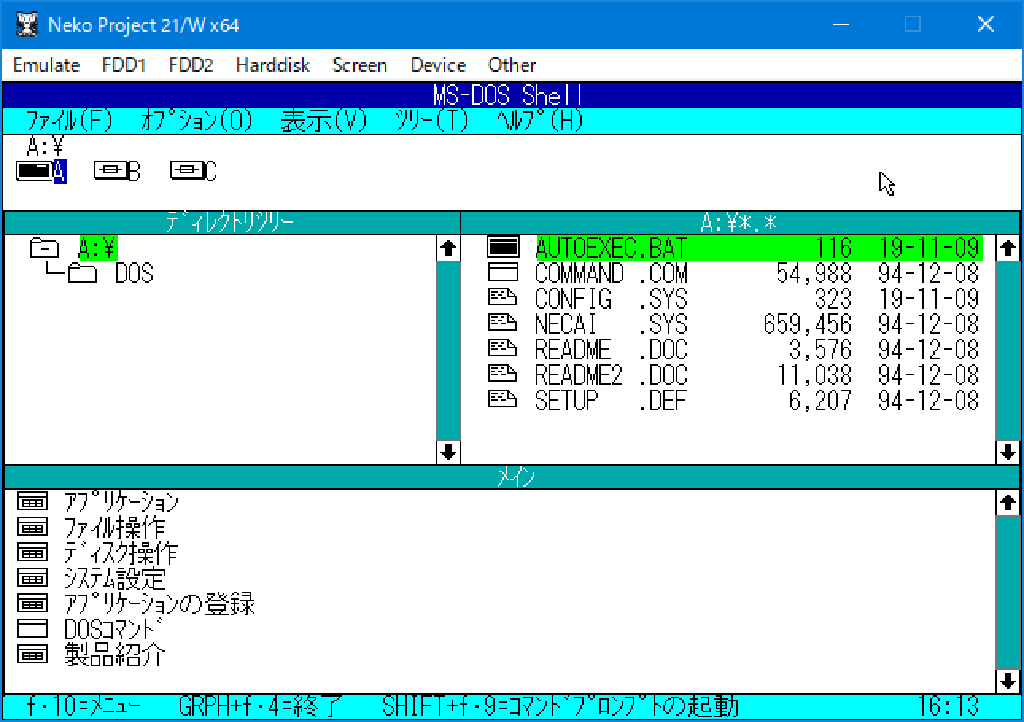 Neko Project 21/W x64
Emulate FDD1 FDD2 Harddisk Screen Device Other
MS-DOS Shell
ﾌｧｲﾙ(F) ｵﾌﾟｼｮﾝ(O) 表示(V) ﾂﾘｰ(T) ﾍﾙﾌﾟ(H)
A:¥
A B C
ﾃﾞｨﾚｸﾄﾘﾂﾘｰ
A:¥
DOS
A:¥*.*
AUTOEXEC.BAT 116 19-11-09
COMMAND .COM 54,988 94-12-08
CONFIG .SYS 323 19-11-09
NECAI .SYS 659,456 94-12-08
README .DOC 3,576 94-12-08
README2 .DOC 11,038 94-12-08
SETUP .DEF 6,207 94-12-08
ﾒｲﾝ
ｱﾌﾟﾘｹｰｼｮﾝ
ﾌｧｲﾙ操作
ﾃﾞｨｽｸ操作
ｼｽﾃﾑ設定
ｱﾌﾟﾘｹｰｼｮﾝの登録
DOSｺﾏﾝﾄﾞ
製品紹介
f･10=ﾒﾆｭｰ GRPH+f･4=終了 SHIFT+f･9=ｺﾏﾝﾄﾞﾌﾟﾛﾝﾌﾟﾄの起動 16:13